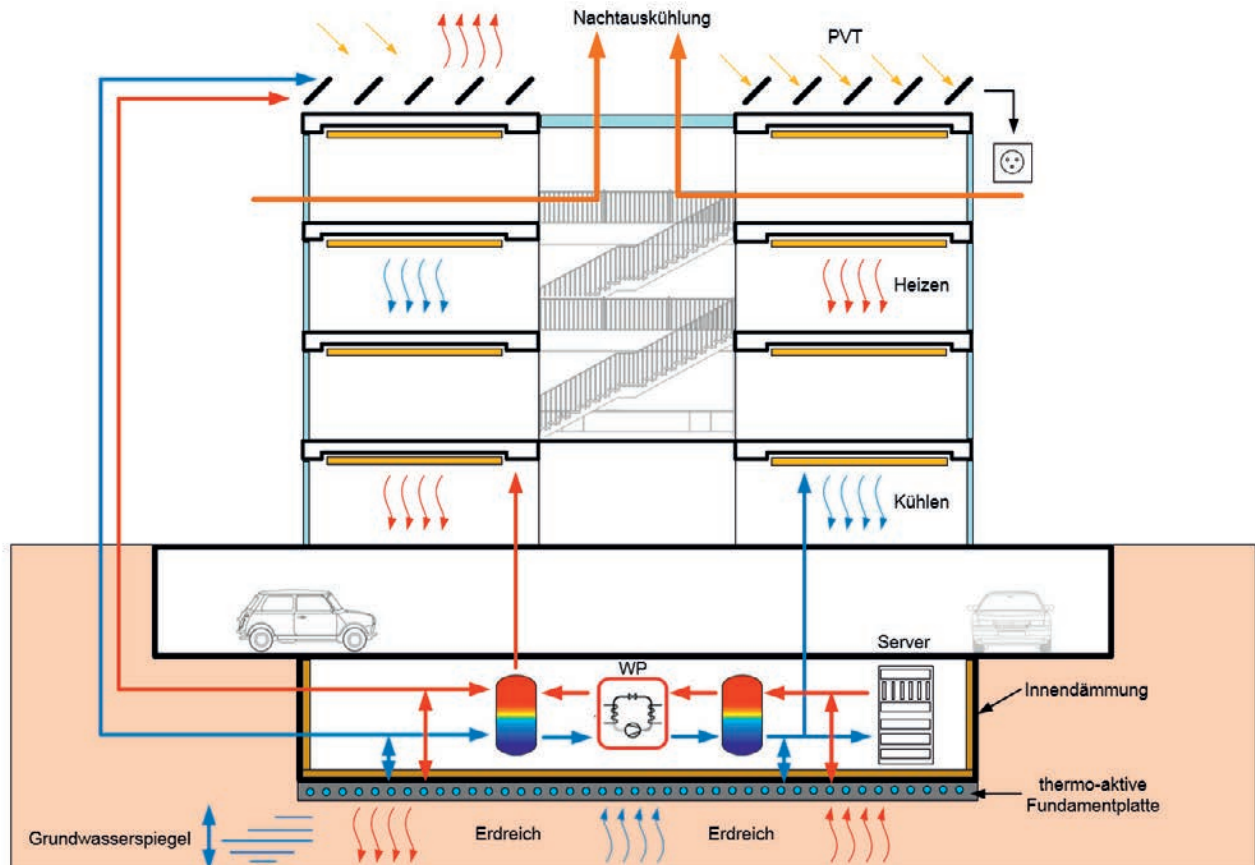 Nachtauskühlung
PVT
Heizen
Kühlen
Server
WP
Innendämmung
thermo-aktive
Fundamentplatte
Grundwasserspiegel
Erdreich
Erdreich